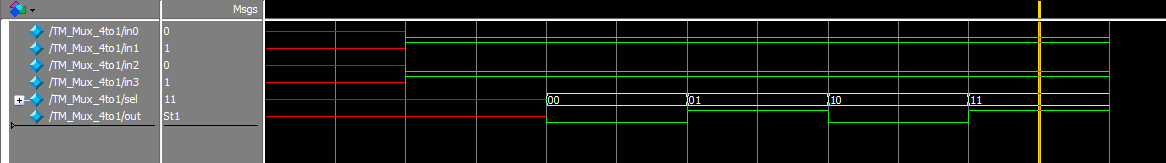 Msgs
/TM_Mux_4to1/in0 0
/TM_Mux_4to1/in1 1
/TM_Mux_4to1/in2 0
/TM_Mux_4to1/in3 1
/TM_Mux_4to1/sel 11 00 01 10 11
/TM_Mux_4to1/out St1